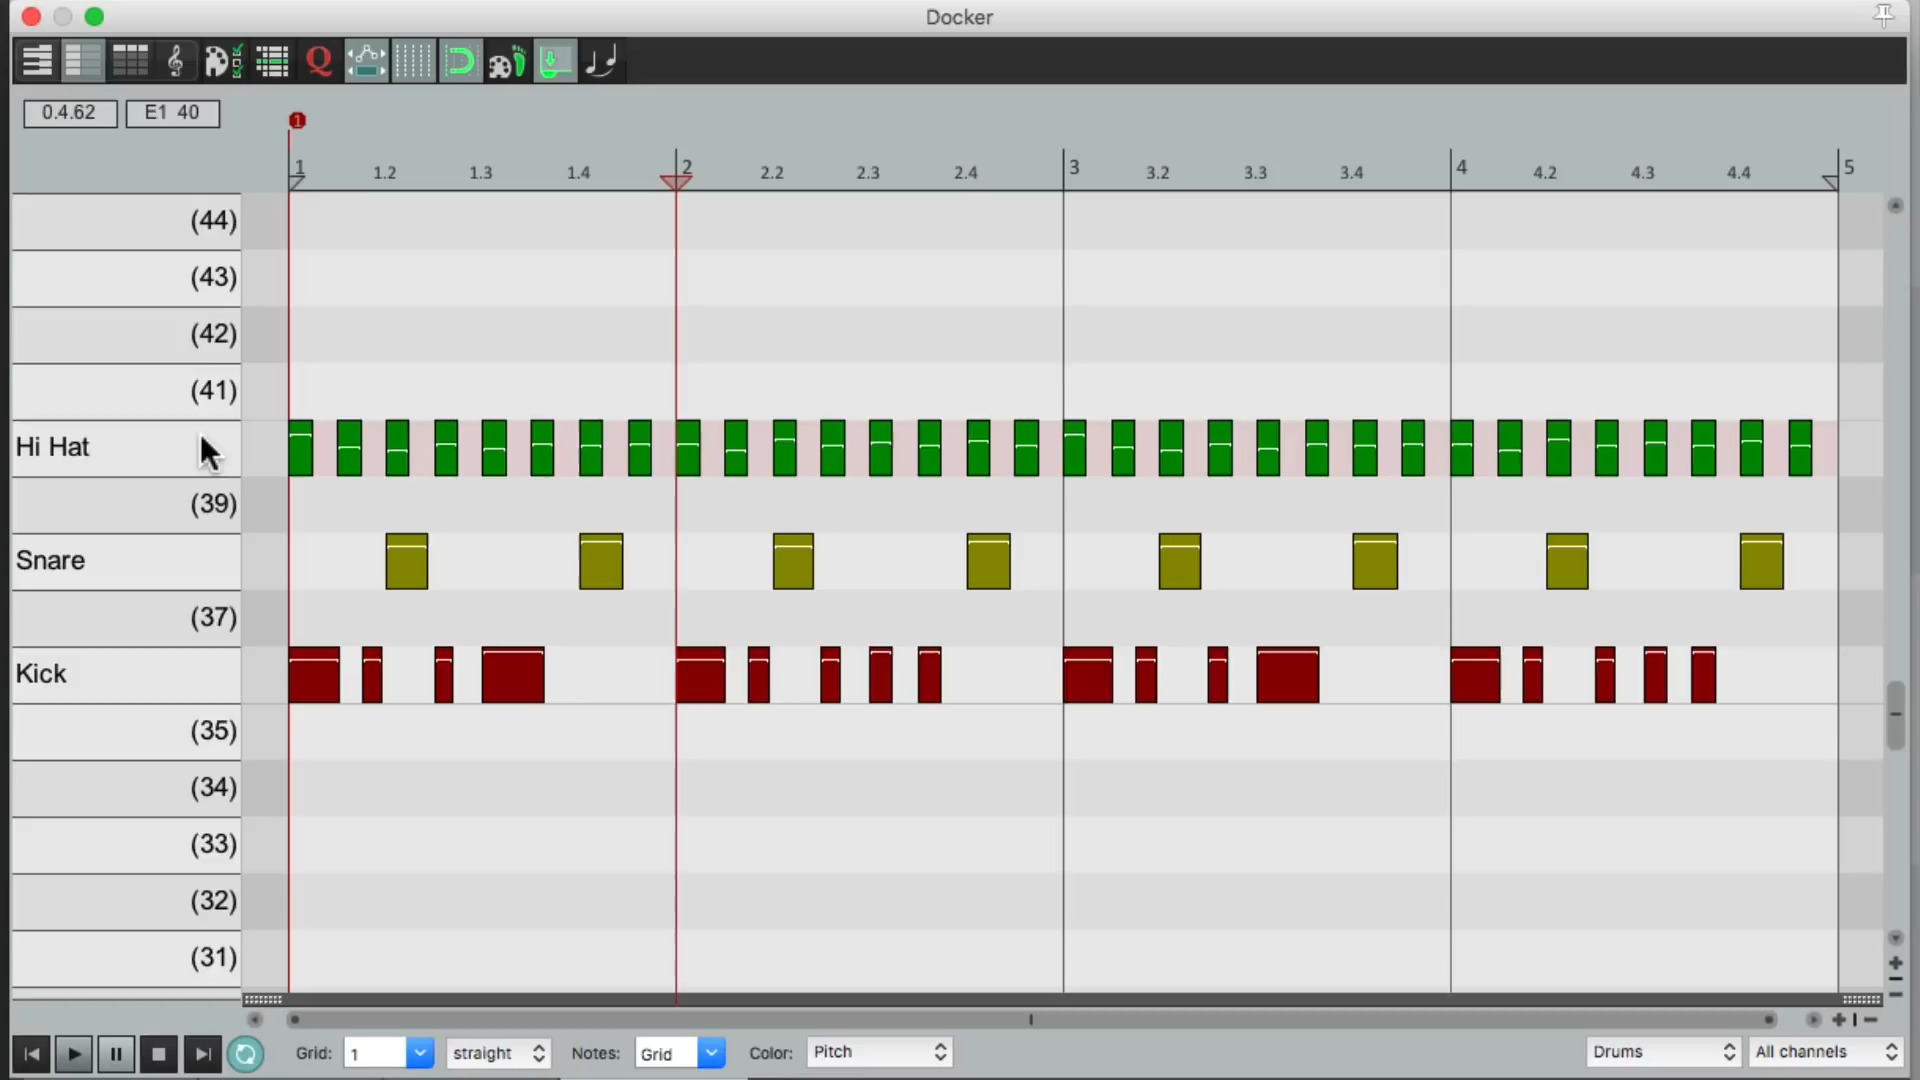 Docker
Q
0.4.62 E1 40
1
1 1.2 1.3 1.4 2 2.2 2.3 2.4 3 3.2 3.3 3.4 4 4.2 4.3 4.4 5
(44)
(43)
(42)
(41)
Hi Hat
(39)
Snare
(37)
Kick
(35)
(34)
(33)
(32)
(31)
Grid: 1 straight Notes: Grid Color: Pitch Drums All channels